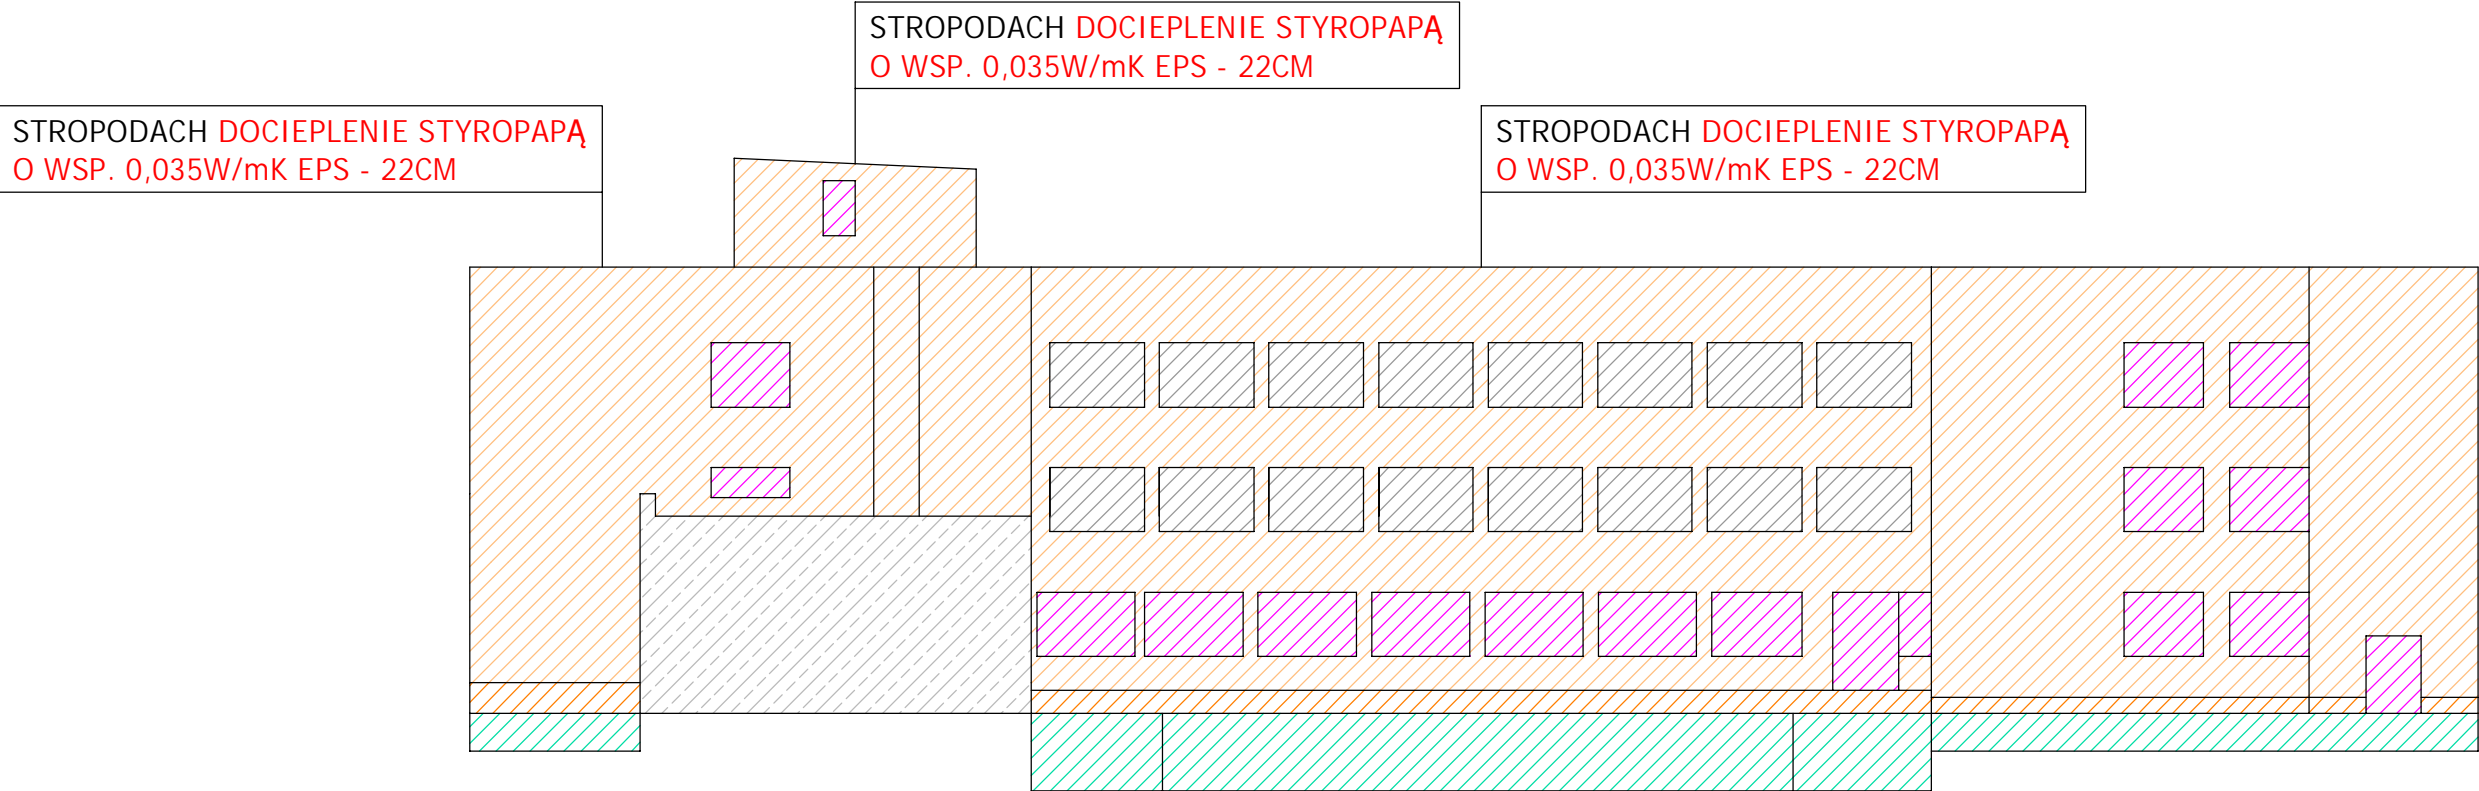 STROPODACH DOCIEPLENIE STYROPAPĄ
O WSP. 0,035W/mK EPS - 22CM
STROPODACH DOCIEPLENIE STYROPAPĄ
O WSP. 0,035W/mK EPS - 22CM
STROPODACH DOCIEPLENIE STYROPAPĄ
O WSP. 0,035W/mK EPS - 22CM